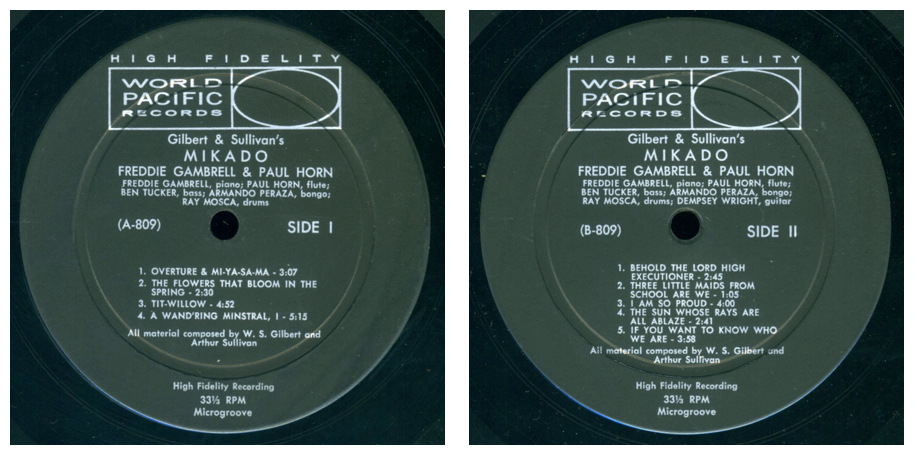 HIGH FIDELITY
WORLD
PACIFIC
RECORDS
Gilbert & Sullivan's
MIKADO
FREDDIE GAMBRELL & PAUL HORN
FREDDIE GAMBRELL, piano; PAUL HORN, flute;
BEN TUCKER, bass; ARMANDO PERAZA, bongo;
RAY MOSCA, drums
(A-809)
SIDE I
1. OVERTURE & MI-YA-SA-MA - 3:07
2. THE FLOWERS THAT BLOOM IN THE
SPRING - 2:30
3. TIT-WILLOW - 4:52
4. A WAND'RING MINSTRAL, I - 5:15
All material composed by W. S. Gilbert and
Arthur Sullivan
High Fidelity Recording
33⅓ RPM
Microgroove
HIGH FIDELITY
WORLD
PACIFIC
RECORDS
Gilbert & Sullivan's
MIKADO
FREDDIE GAMBRELL & PAUL HORN
FREDDIE GAMBRELL, piano; PAUL HORN, flute;
BEN TUCKER, bass; ARMANDO PERAZA, bongo;
RAY MOSCA, drums; DEMPSEY WRIGHT, guitar
(B-809)
SIDE II
1. BEHOLD THE LORD HIGH
EXECUTIONER - 2:45
2. THREE LITTLE MAIDS FROM
SCHOOL ARE WE - 1:05
3. I AM SO PROUD - 4:00
4. THE SUN WHOSE RAYS ARE
ALL ABLAZE - 2:41
5. IF YOU WANT TO KNOW WHO
WE ARE - 3:58
All material composed by W. S. Gilbert and
Arthur Sullivan
High Fidelity Recording
33⅓ RPM
Microgroove